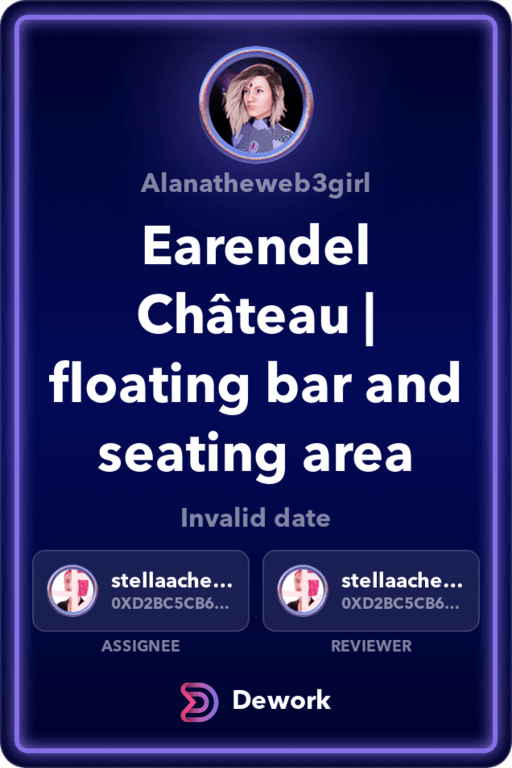 Alanatheweb3girl
Earendel
Château |
floating bar and
seating area
Invalid date
stellaache...
0XD2BC5CB6...
stellaache...
0XD2BC5CB6...
ASSIGNEE
REVIEWER
Dework